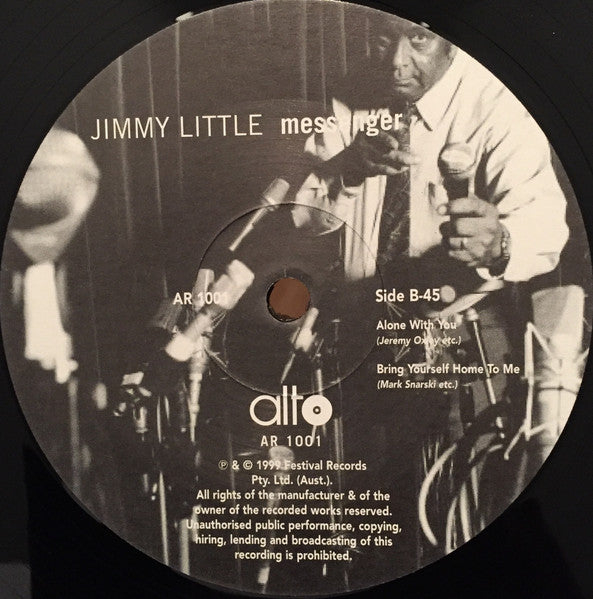 JIMMY LITTLE messenger
AR 1001
Side B-45
Alone With You
(Jeremy Oxley etc.)
Bring Yourself Home To Me
(Mark Snarski etc.)
alto
AR 1001
℗ & © 1999 Festival Records
Pty. Ltd. (Aust.).
All rights of the manufacturer & of the
owner of the recorded works reserved.
Unauthorised public performance, copying,
hiring, lending and broadcasting of this
recording is prohibited.